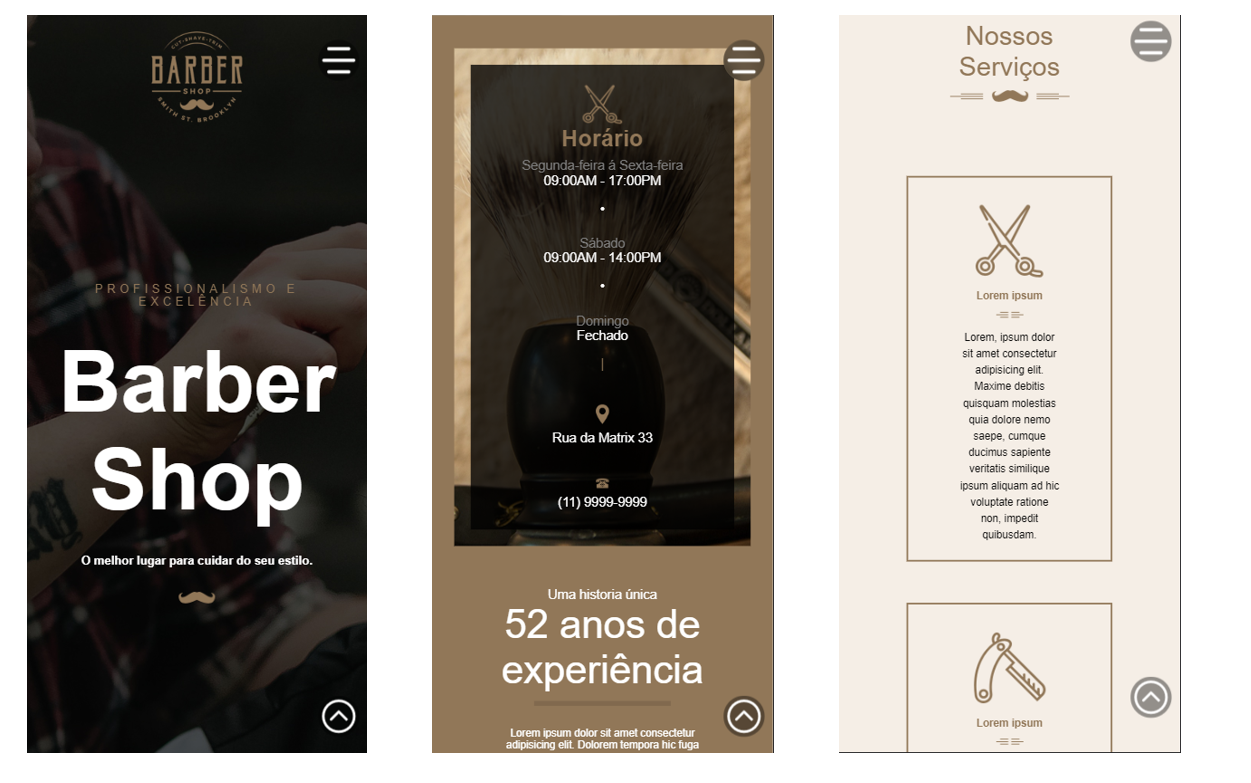 CUT·SHAVE·TRIM
BARBER
SHOP
SMITH ST. BROOKLYN
PROFISSIONALISMO E
EXCELÊNCIA
Barber
Shop
O melhor lugar para cuidar do seu estilo.
Horário
Segunda-feira á Sexta-feira
09:00AM - 17:00PM
Sábado
09:00AM - 14:00PM
Domingo
Fechado
Rua da Matrix 33
(11) 9999-9999
Uma historia única
52 anos de
experiência
Lorem ipsum dolor sit amet consectetur
adipisicing elit. Dolorem tempora hic fuga
Nossos
Serviços
Lorem ipsum
Lorem, ipsum dolor
sit amet consectetur
adipisicing elit.
Maxime debitis
quisquam molestias
quia dolore nemo
saepe, cumque
ducimus sapiente
veritatis similique
ipsum aliquam ad hic
voluptate ratione
non, impedit
quibusdam.
Lorem ipsum